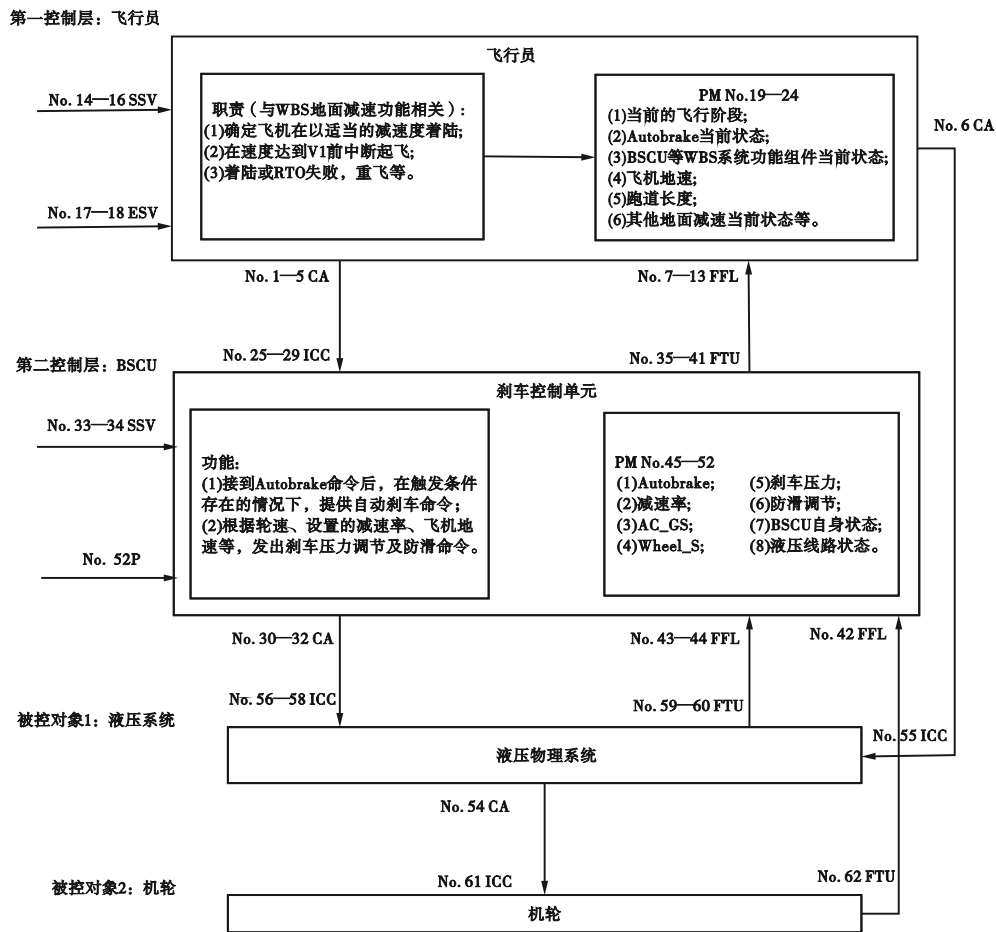 第一控制层：飞行员
飞行员
No. 14—16 SSV
No. 17—18 ESV
职责（与WBS地面减速功能相关）:
(1)确定飞机在以适当的减速度着陆;
(2)在速度达到V1前中断起飞;
(3)着陆或RTO失败，重飞等。
PM No.19—24
(1)当前的飞行阶段;
(2)Autobrake当前状态;
(3)BSCU等WBS系统功能组件当前状态;
(4)飞机地速;
(5)跑道长度;
(6)其他地面减速当前状态等。
No. 6 CA
No. 1—5 CA
No. 7—13 FFL
No. 25—29 ICC
No. 35—41 FTU
第二控制层：BSCU
刹车控制单元
No. 33—34 SSV
No. 52P
功能:
(1)接到Autobrake命令后，在触发条件
存在的情况下，提供自动刹车命令;
(2)根据轮速、设置的减速率、飞机地
速等，发出刹车压力调节及防滑命令。
PM No.45—52
(1)Autobrake;
(2)减速率;
(3)AC_GS;
(4)Wheel_S;
(5)刹车压力;
(6)防滑调节;
(7)BSCU自身状态;
(8)液压线路状态。
No. 30—32 CA
No. 43—44 FFL
No. 42 FFL
No. 56—58 ICC
No. 59—60 FTU
被控对象1：液压系统
No. 55 ICC
液压物理系统
No. 54 CA
No. 61 ICC
No. 62 FTU
被控对象2：机轮
机轮